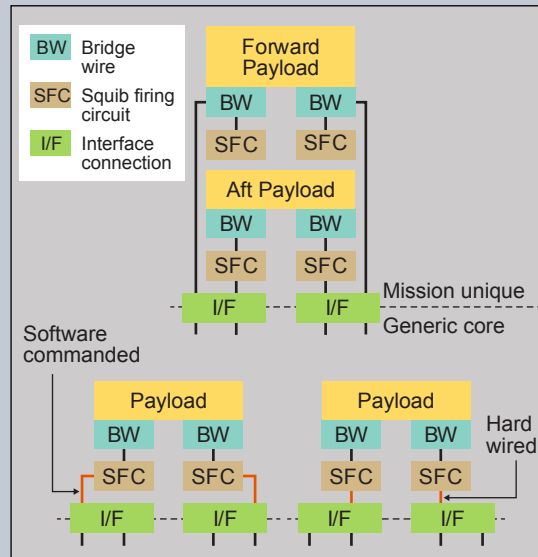 BW Bridge
wire
SFC Squib firing
circuit
I/F Interface
connection
Forward
Payload
BW BW
SFC SFC
Aft Payload
BW BW
SFC SFC
I/F I/F
Mission unique
Generic core
Software
commanded
Payload
BW BW
SFC SFC
I/F I/F
Payload
BW BW
SFC SFC
I/F I/F
Hard
wired